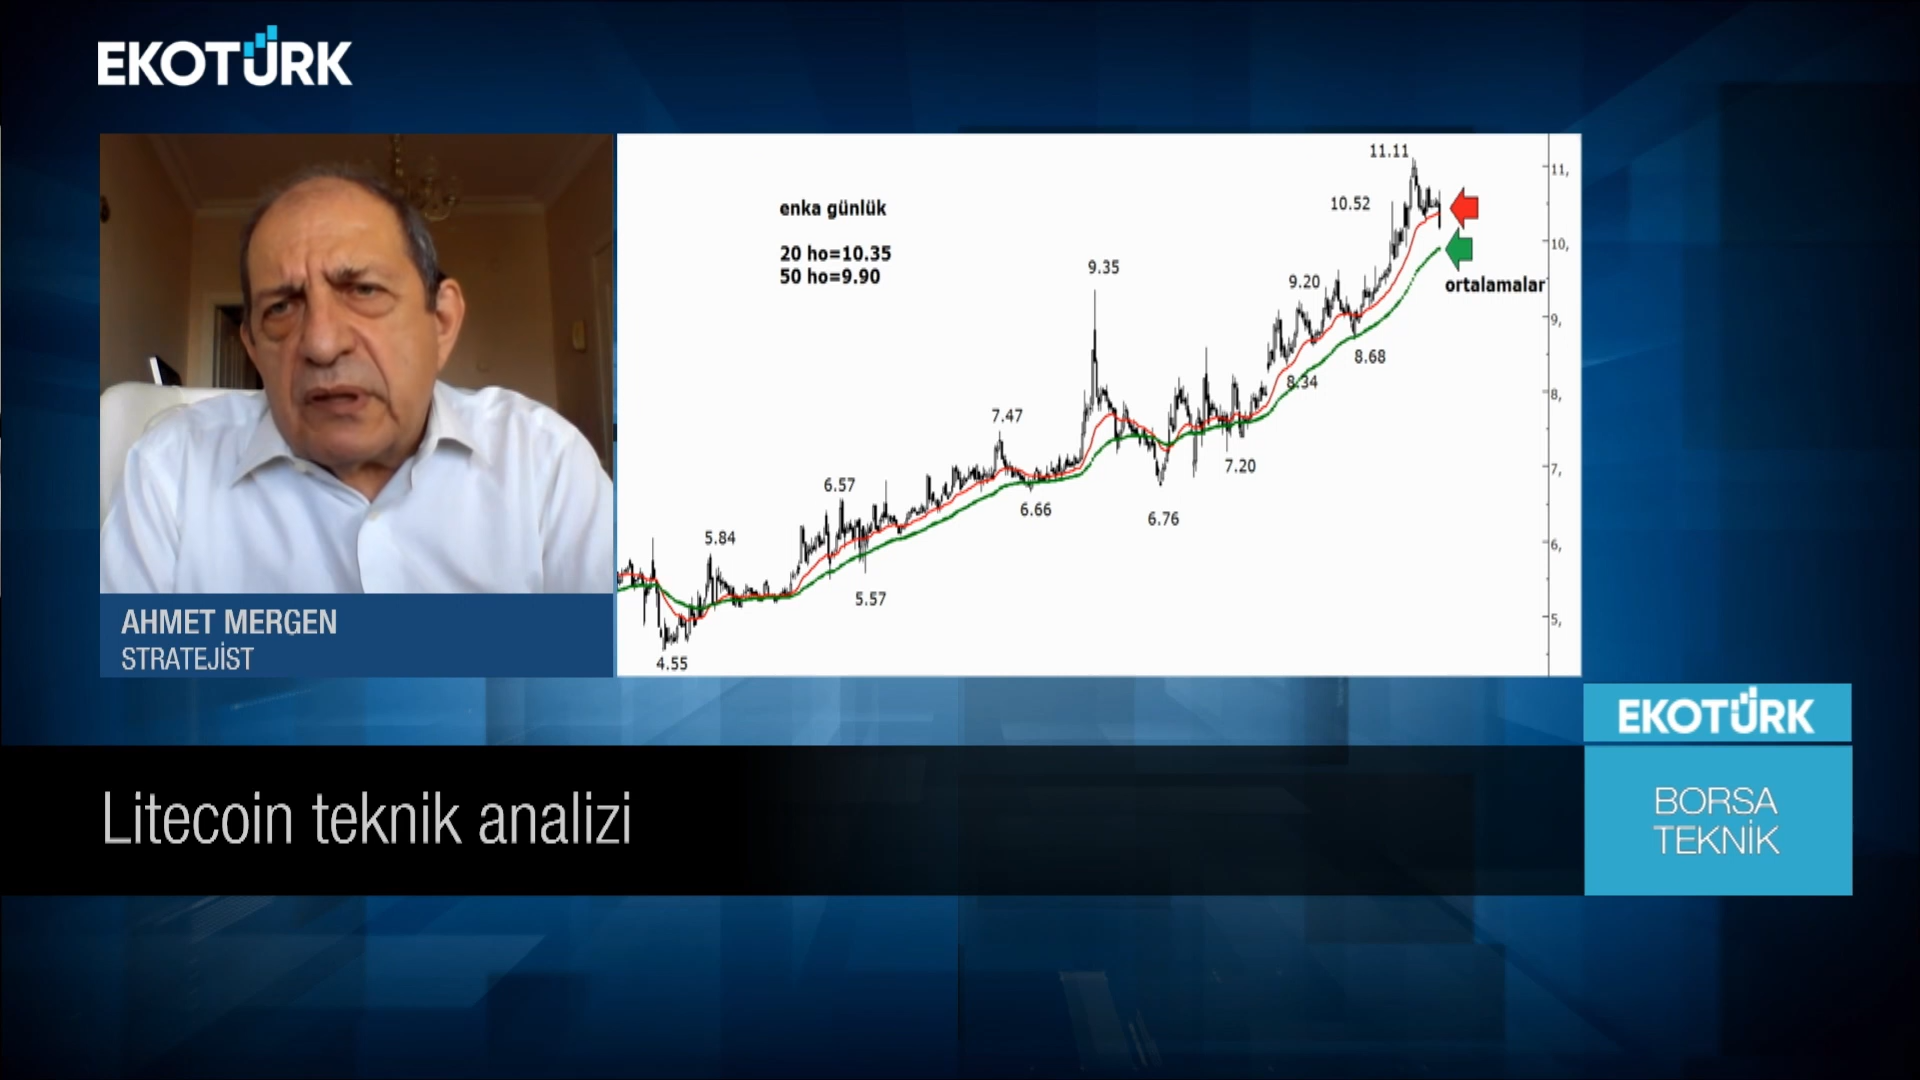 EKOTÜRK
enka günlük
20 ho=10.35
50 ho=9.90
11.11
10.52
9.35
9.20
ortalamalar
8.68
8.34
7.47
7.20
6.57
6.66
6.76
5.84
5.57
4.55
11,
10,
9,
8,
7,
6,
5,
AHMET MERGEN
STRATEJİST
EKOTÜRK
BORSA
TEKNİK
Litecoin teknik analizi